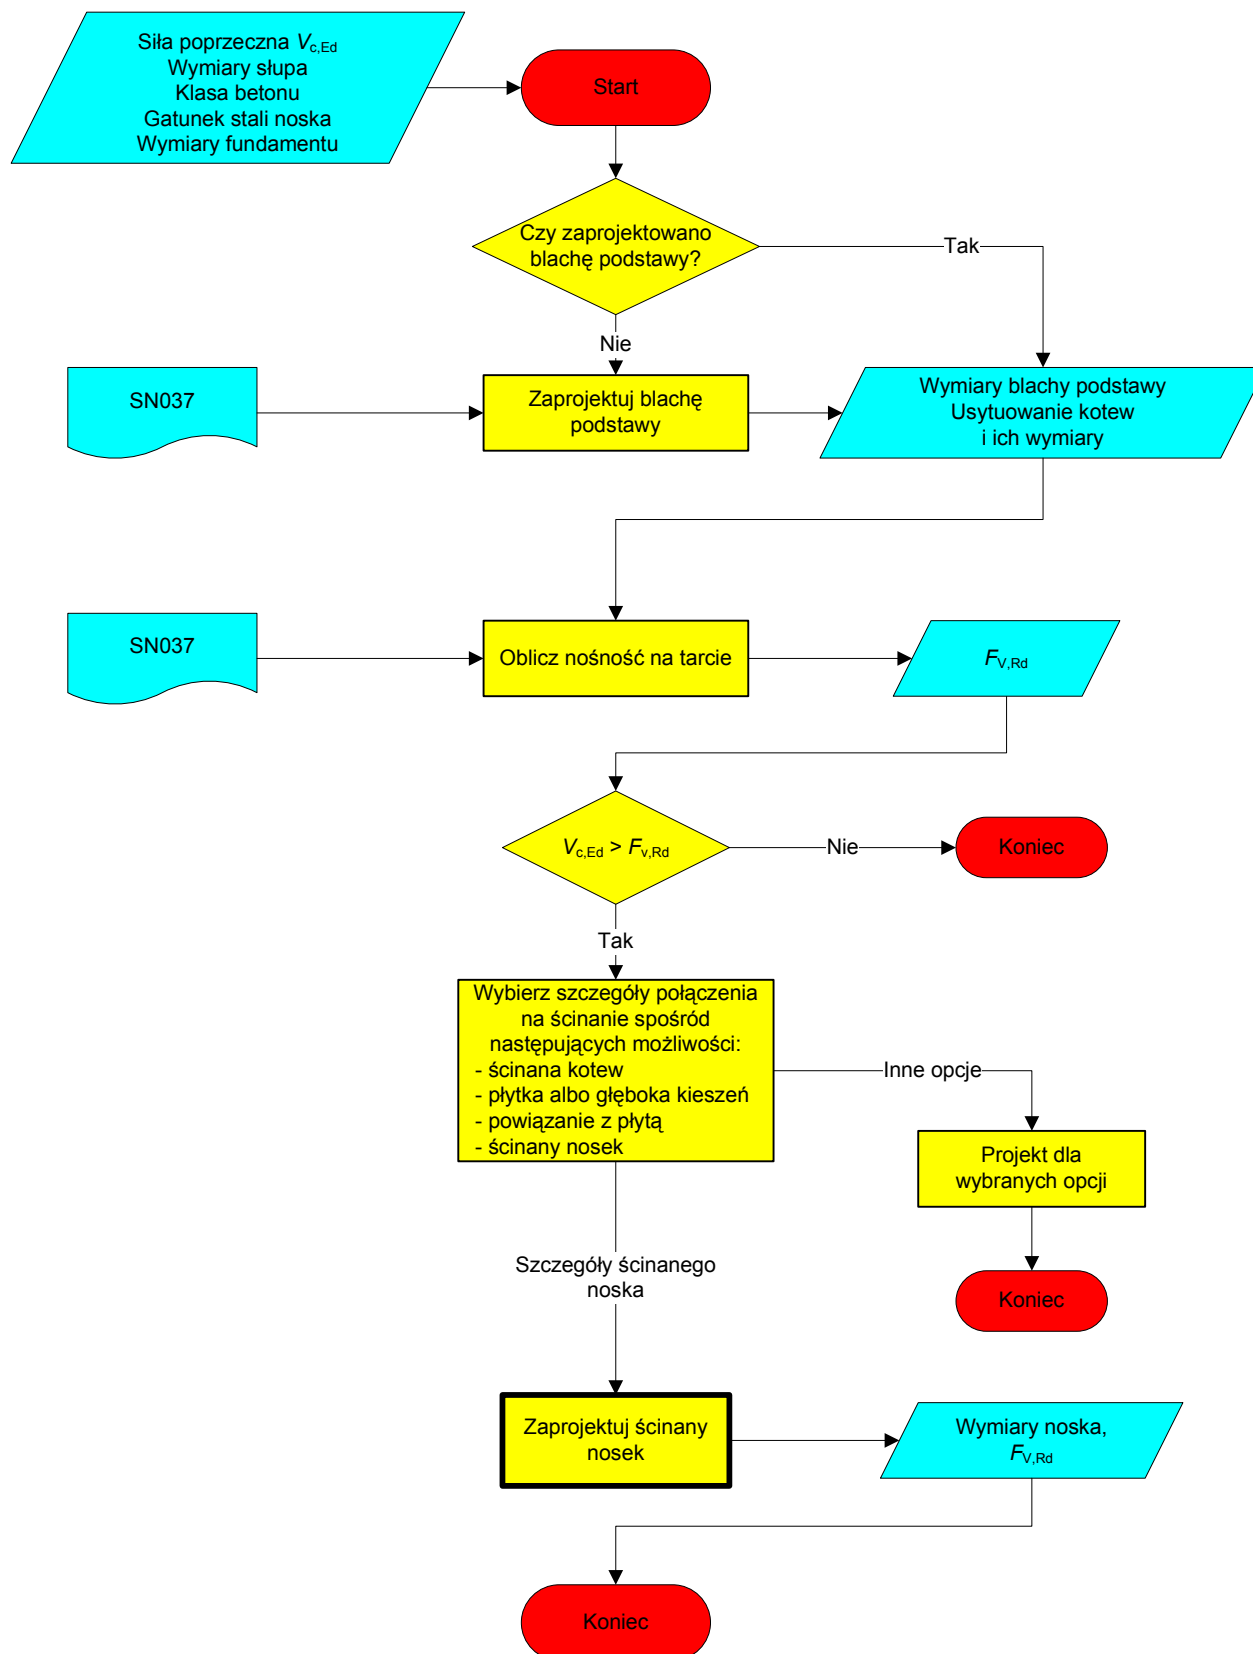 Siła poprzeczna Vc,Ed
Wymiary słupa
Klasa betonu
Gatunek stali noska
Wymiary fundamentu
Start
Czy zaprojektowano
blachę podstawy?
Tak
Nie
SN037
Zaprojektuj blachę
podstawy
Wymiary blachy podstawy
Usytuowanie kotew
i ich wymiary
SN037
Oblicz nośność na tarcie
FV,Rd
Vc,Ed > Fv,Rd
Nie
Koniec
Tak
Wybierz szczegóły połączenia
na ścinanie spośród
następujących możliwości:
- ścinana kotew
- płytka albo głęboka kieszeń
- powiązanie z płytą
- ścinany nosek
Inne opcje
Projekt dla
wybranych opcji
Koniec
Szczegóły ścinanego
noska
Zaprojektuj ścinany
nosek
Wymiary noska,
FV,Rd
Koniec